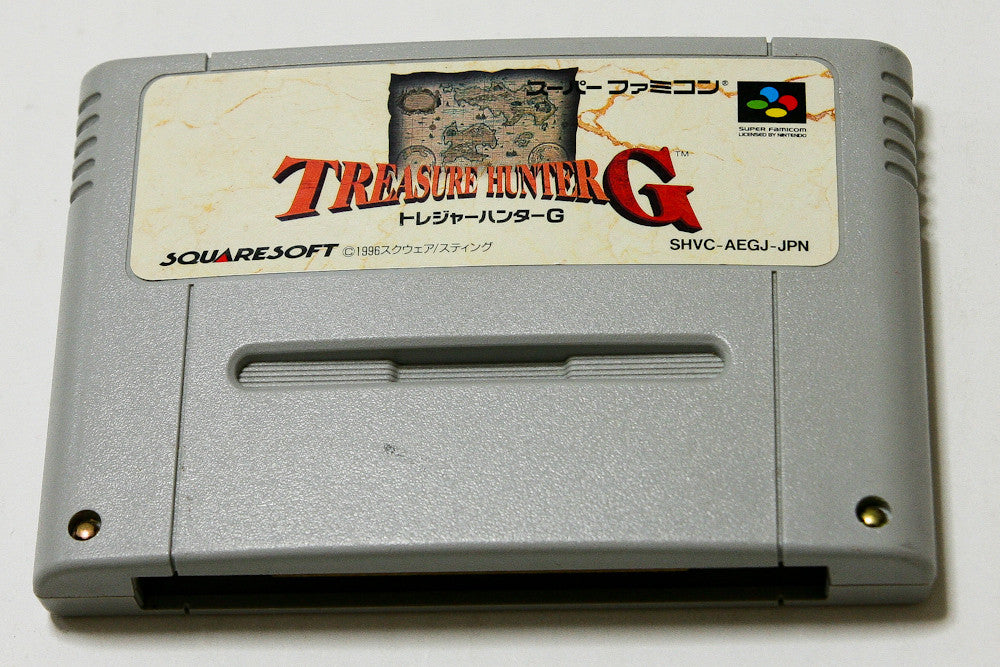 スーパー ファミコン®
SUPER FAMICOM
LICENSED BY NINTENDO
TREASURE HUNTER G™
トレジャーハンターG
SQUARESOFT ©1996スクウェア/スティング
SHVC-AEGJ-JPN